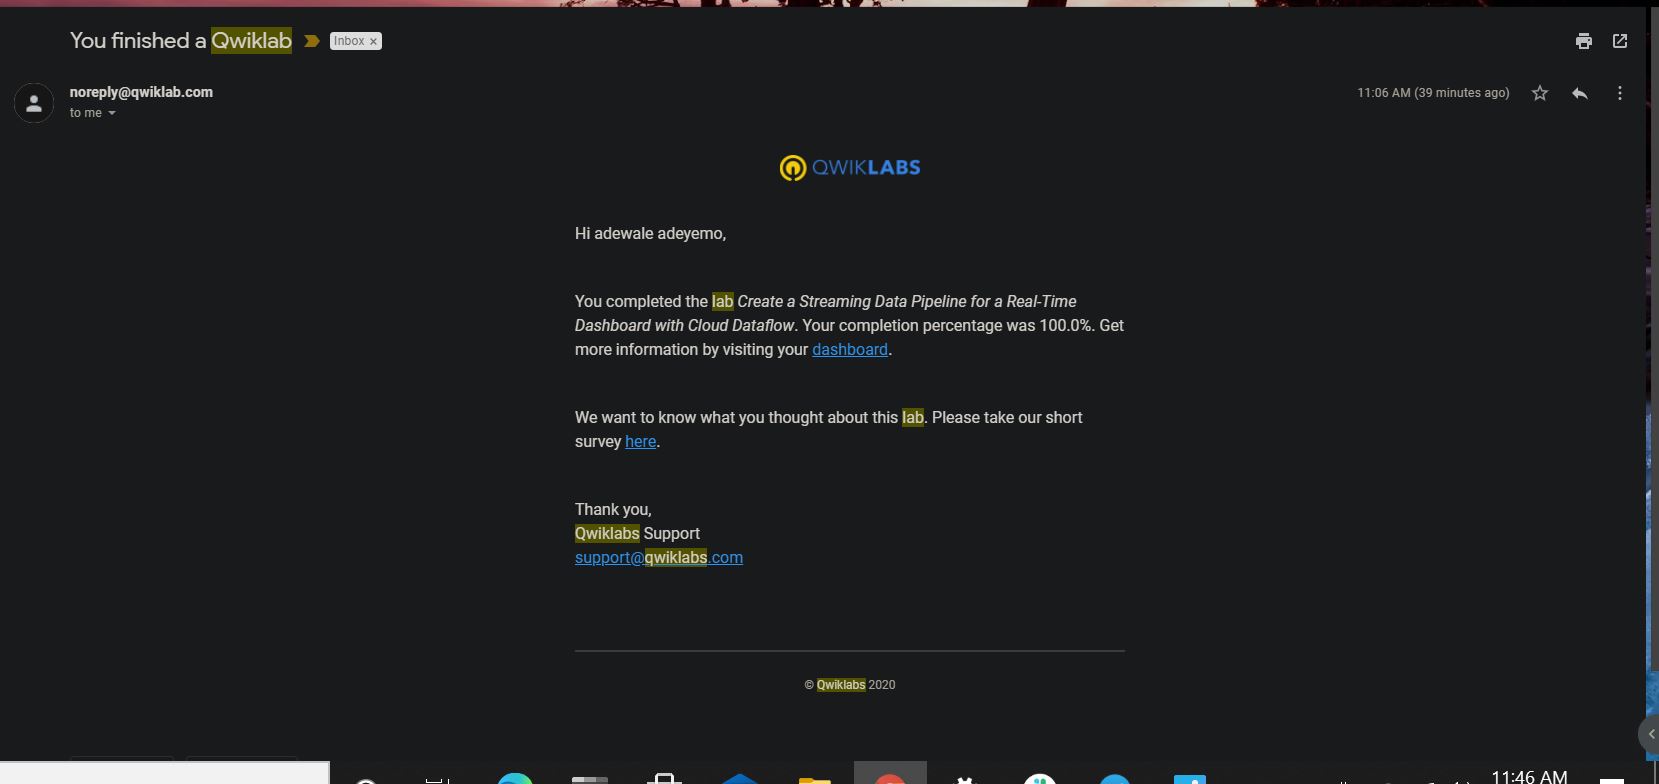 You finished a Qwiklab
Inbox ×
noreply@qwiklab.com
11:06 AM (39 minutes ago)
to me
QWIKLABS
Hi adewale adeyemo,
You completed the lab Create a Streaming Data Pipeline for a Real-Time
Dashboard with Cloud Dataflow. Your completion percentage was 100.0%. Get
more information by visiting your dashboard.
We want to know what you thought about this lab. Please take our short
survey here.
Thank you,
Qwiklabs Support
support@qwiklabs.com
© Qwiklabs 2020
11:46 AM